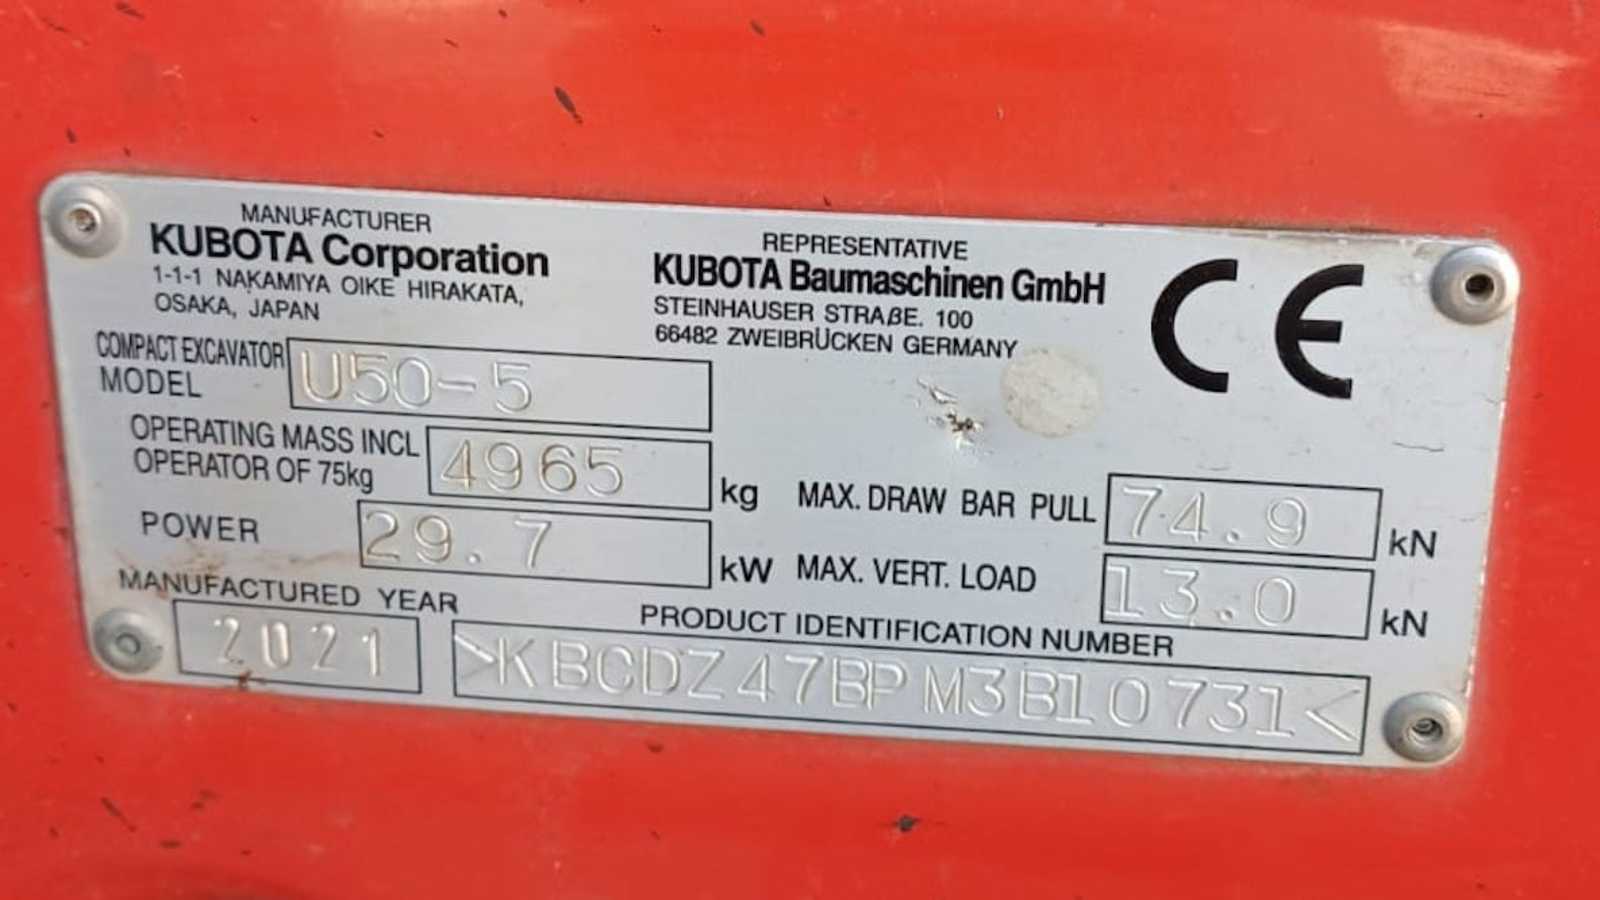 MANUFACTURER
KUBOTA Corporation
1-1-1 NAKAMIYA OIKE HIRAKATA,
OSAKA, JAPAN
REPRESENTATIVE
KUBOTA Baumaschinen GmbH
STEINHAUSER STRAßE. 100
66482 ZWEIBRÜCKEN GERMANY
CE
COMPACT EXCAVATOR
MODEL U50-5
OPERATING MASS INCL
OPERATOR OF 75kg 4965 kg
POWER 29.7 kW
MAX. DRAW BAR PULL 74.9 kN
MAX. VERT. LOAD 13.0 kN
MANUFACTURED YEAR
2021
PRODUCT IDENTIFICATION NUMBER
>KBCDZ47BPM3B10731<